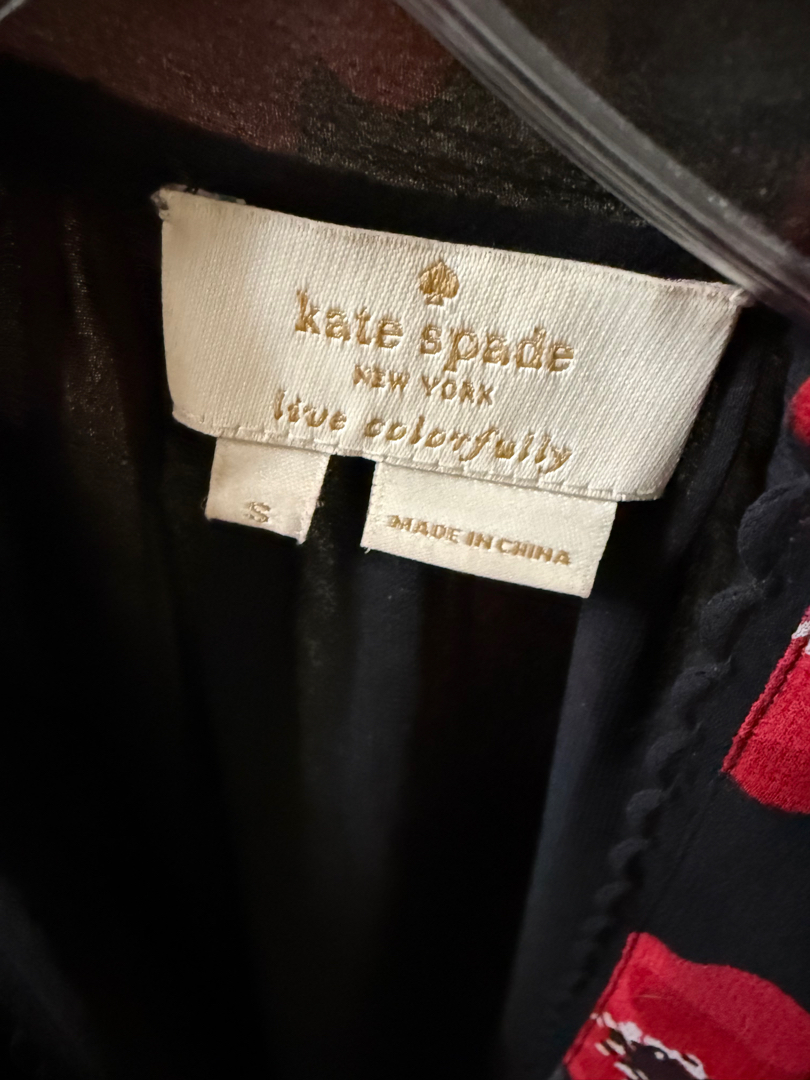 kate spade
NEW YORK
live colorfully
S
MADE IN CHINA